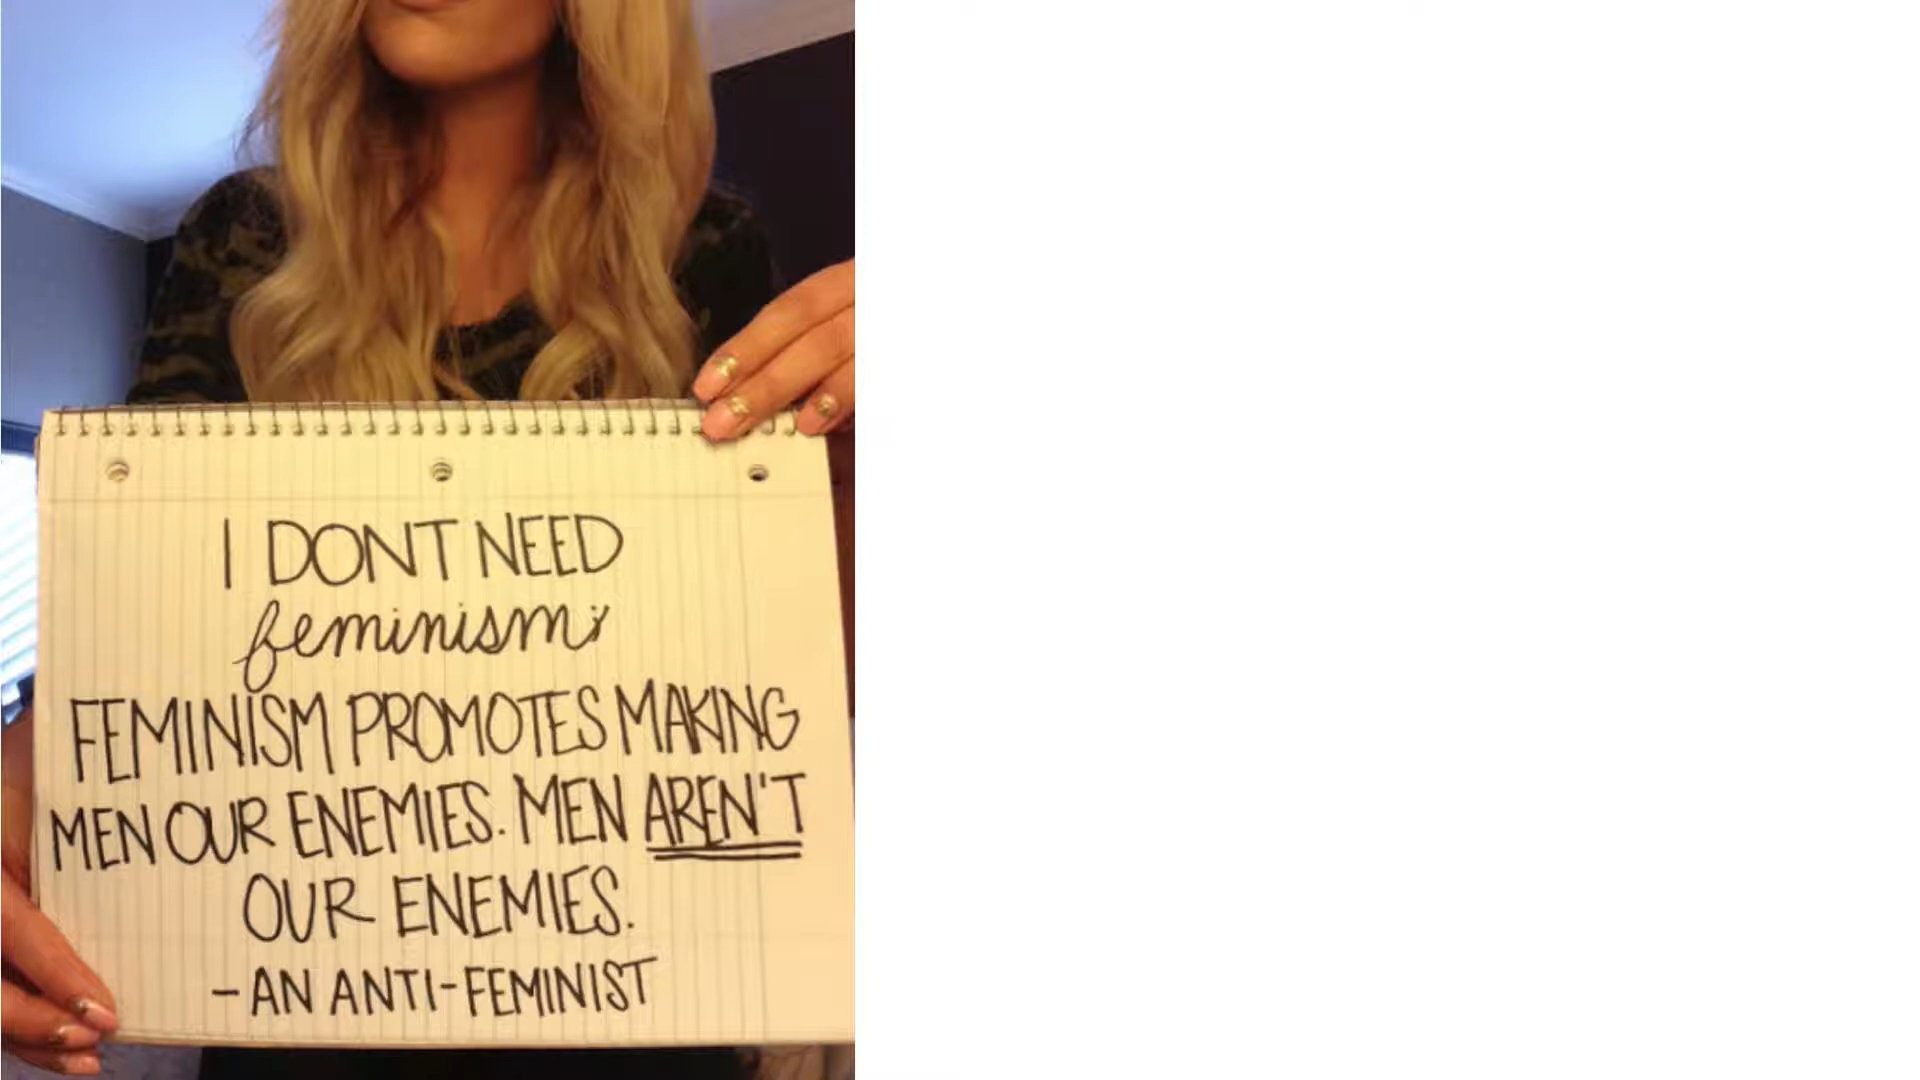 I DONT NEED
feminism;
FEMINISM PROMOTES MAKING
MEN OUR ENEMIES. MEN AREN'T
OUR ENEMIES.
-AN ANTI-FEMINIST